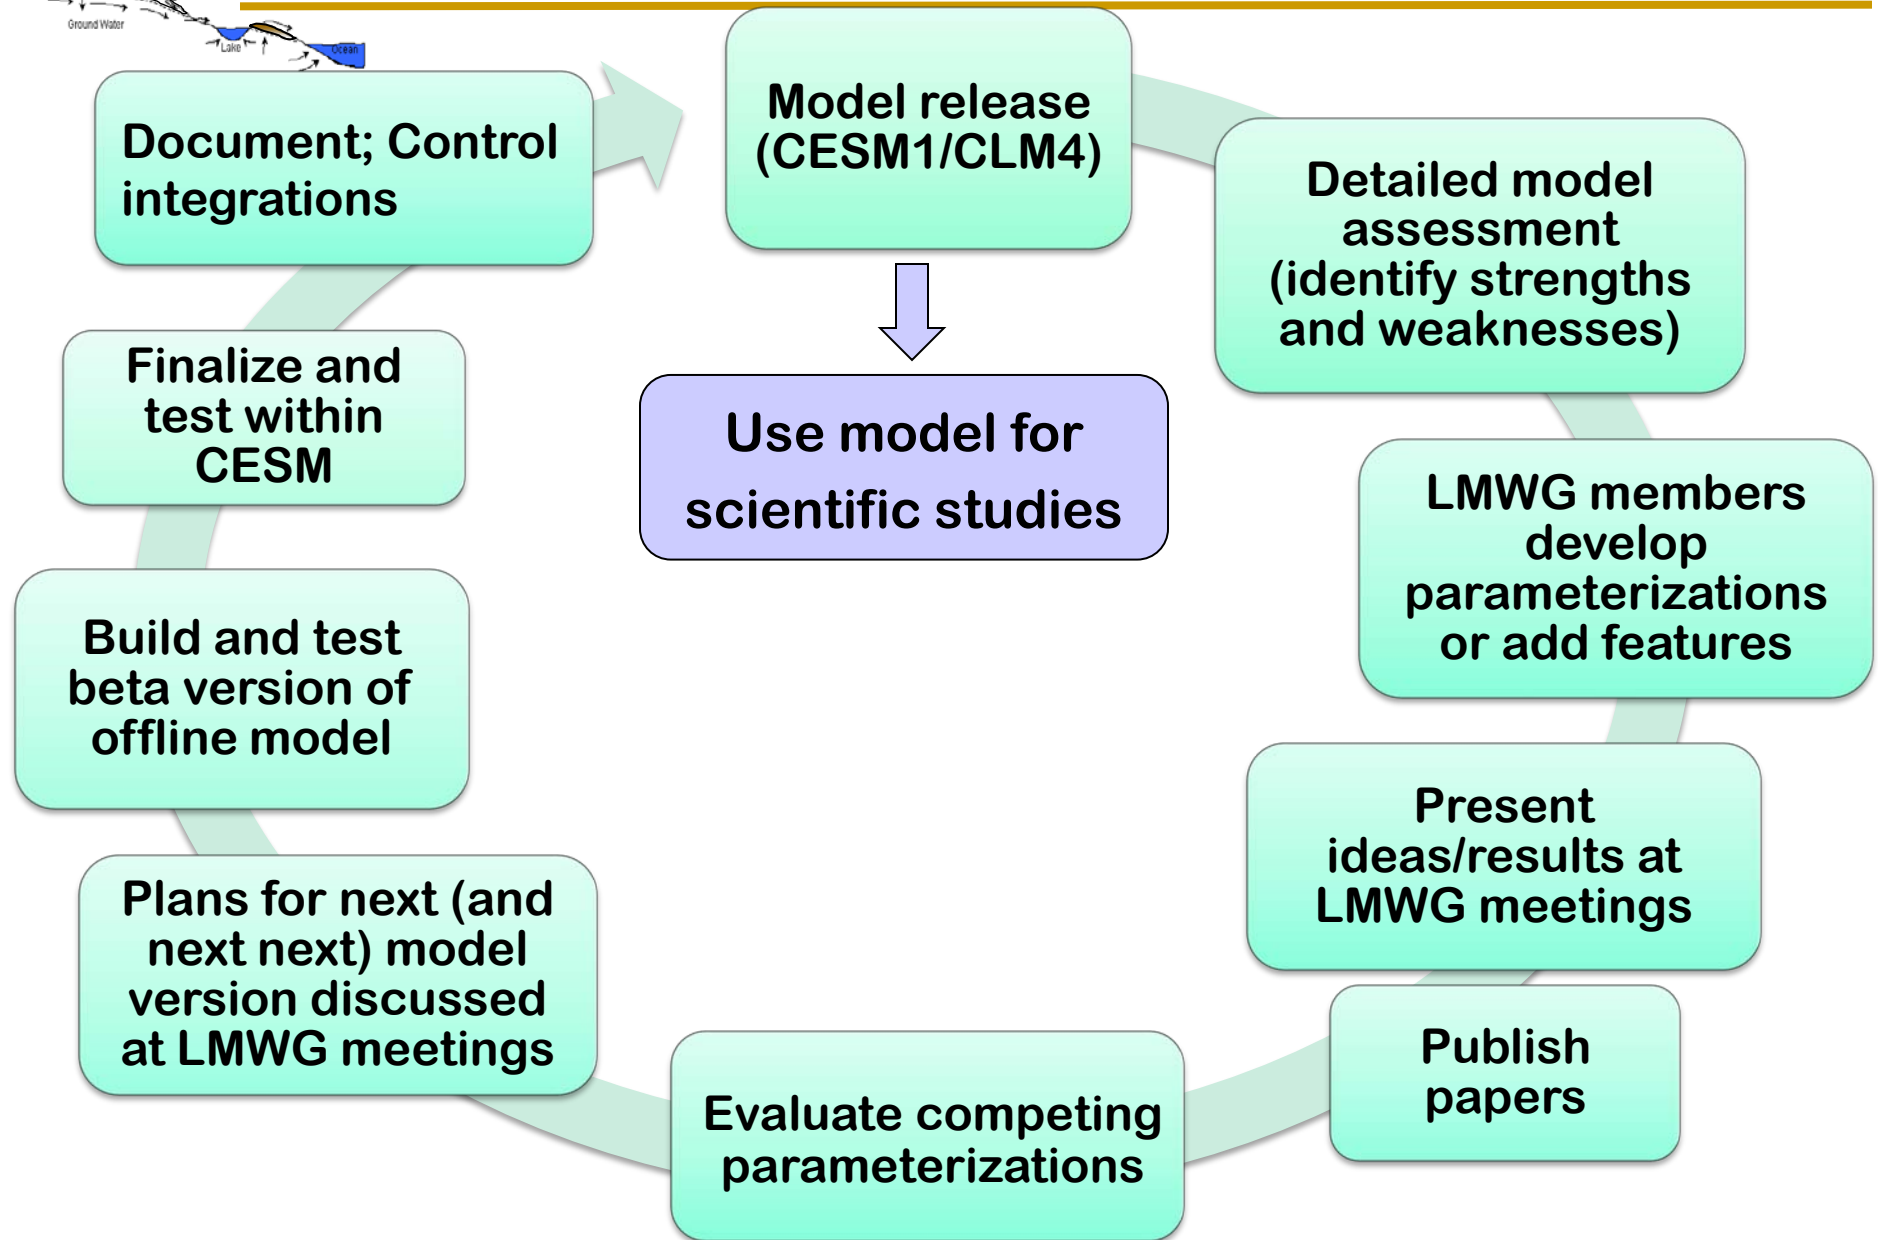 Ground Water
Lake
Ocean
Model release
(CESM1/CLM4)
Detailed model
assessment
(identify strengths
and weaknesses)
LMWG members
develop
parameterizations
or add features
Present
ideas/results at
LMWG meetings
Publish
papers
Evaluate competing
parameterizations
Plans for next (and
next next) model
version discussed
at LMWG meetings
Build and test
beta version of
offline model
Finalize and
test within
CESM
Document; Control
integrations
Use model for
scientific studies